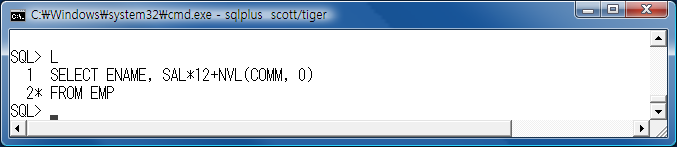 C:₩Windows₩system32₩cmd.exe - sqlplus  scott/tiger
SQL> L
  1  SELECT ENAME, SAL*12+NVL(COMM, 0)
  2* FROM EMP
SQL>